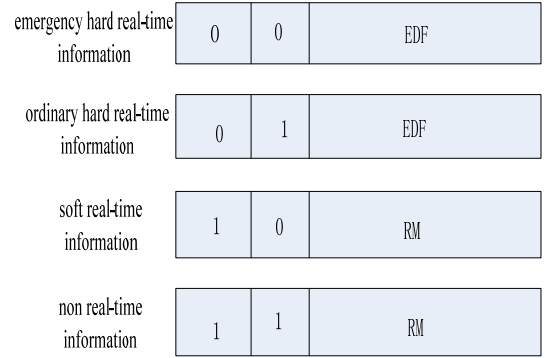 emergency hard real-time
information
0 0 EDF
ordinary hard real-time
information
0 1 EDF
soft real-time
information
1 0 RM
non real-time
information
1 1 RM